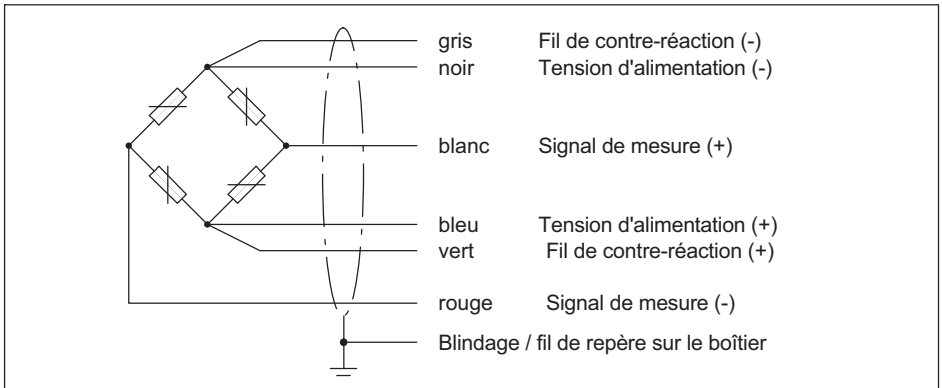 gris Fil de contre-réaction (-)
noir Tension d'alimentation (-)
blanc Signal de mesure (+)
bleu Tension d'alimentation (+)
vert Fil de contre-réaction (+)
rouge Signal de mesure (-)
Blindage / fil de repère sur le boîtier